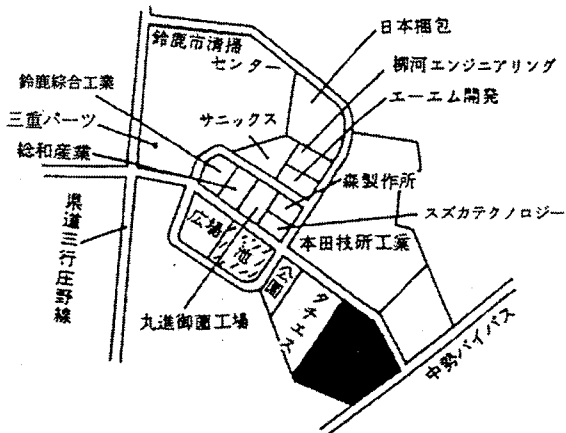 日本梱包
鈴鹿市清掃
センター
柳河エンジニアリング
鈴鹿綜合工業
エーエム開発
サニックス
三重パーツ
総和産業
森製作所
スズカテクノロジー
広場
池
本田技研工業
公園
県道三行庄野線
タチエス
丸進御薗工場
中勢バイパス